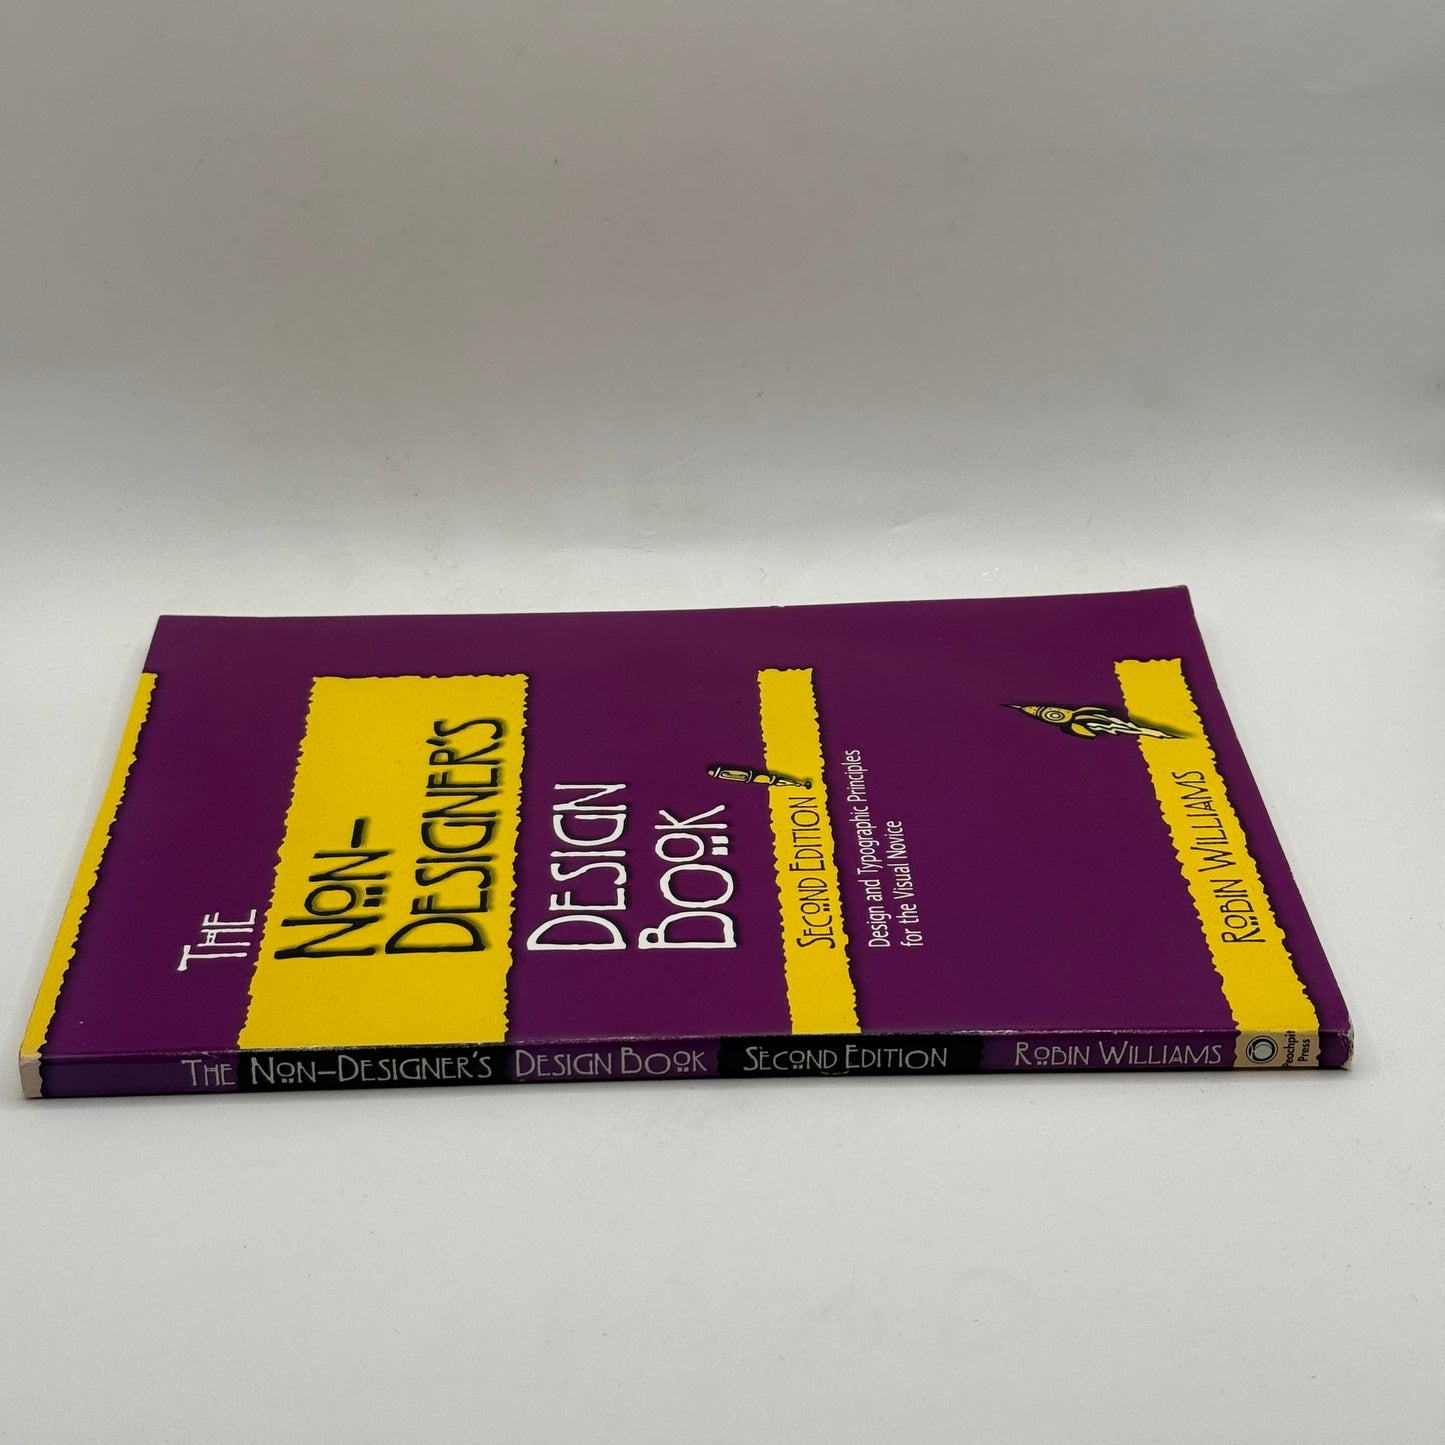 THE
NON-
DESIGNER'S
DESIGN
BOOK
SECOND EDITION
Design and Typographic Principles
for the Visual Novice
ROBIN WILLIAMS
THE NON-DESIGNER'S DESIGN BOOK SECOND EDITION ROBIN WILLIAMS
Peachpit
Press